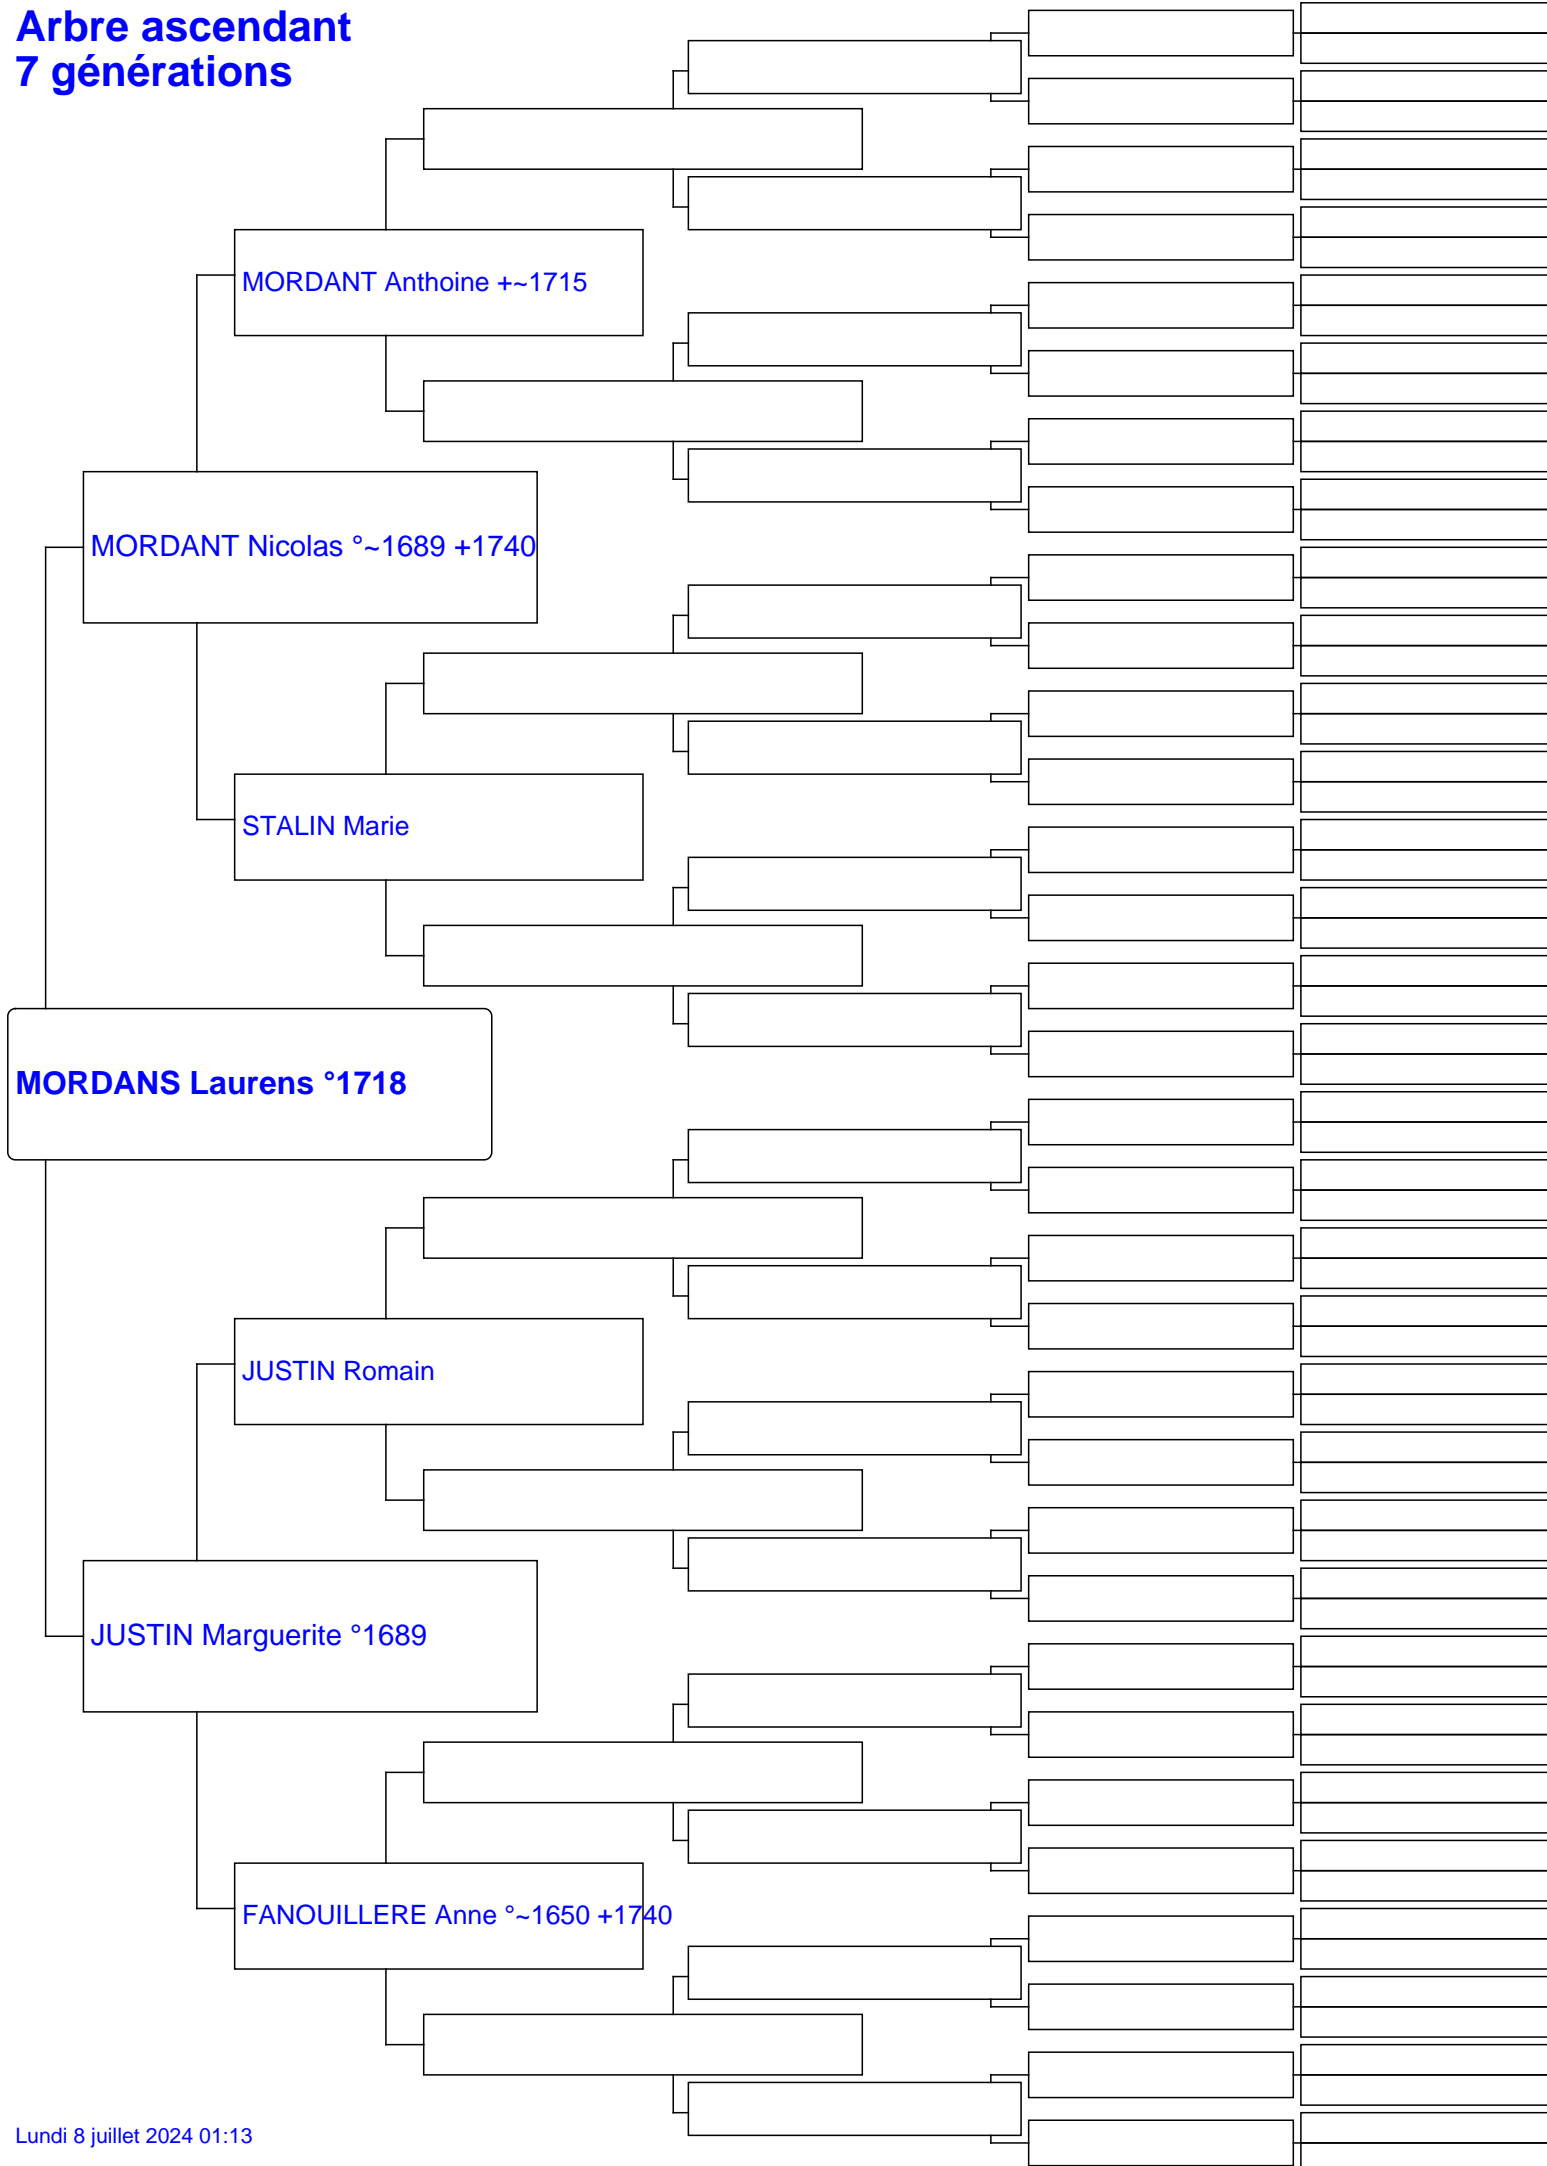 Arbre ascendant
7 générations
MORDANT Anthoine +~1715
MORDANT Nicolas °~1689 +1740
STALIN Marie
MORDANS Laurens °1718
JUSTIN Romain
JUSTIN Marguerite °1689
FANOUILLERE Anne °~1650 +1740
Lundi 8 juillet 2024 01:13